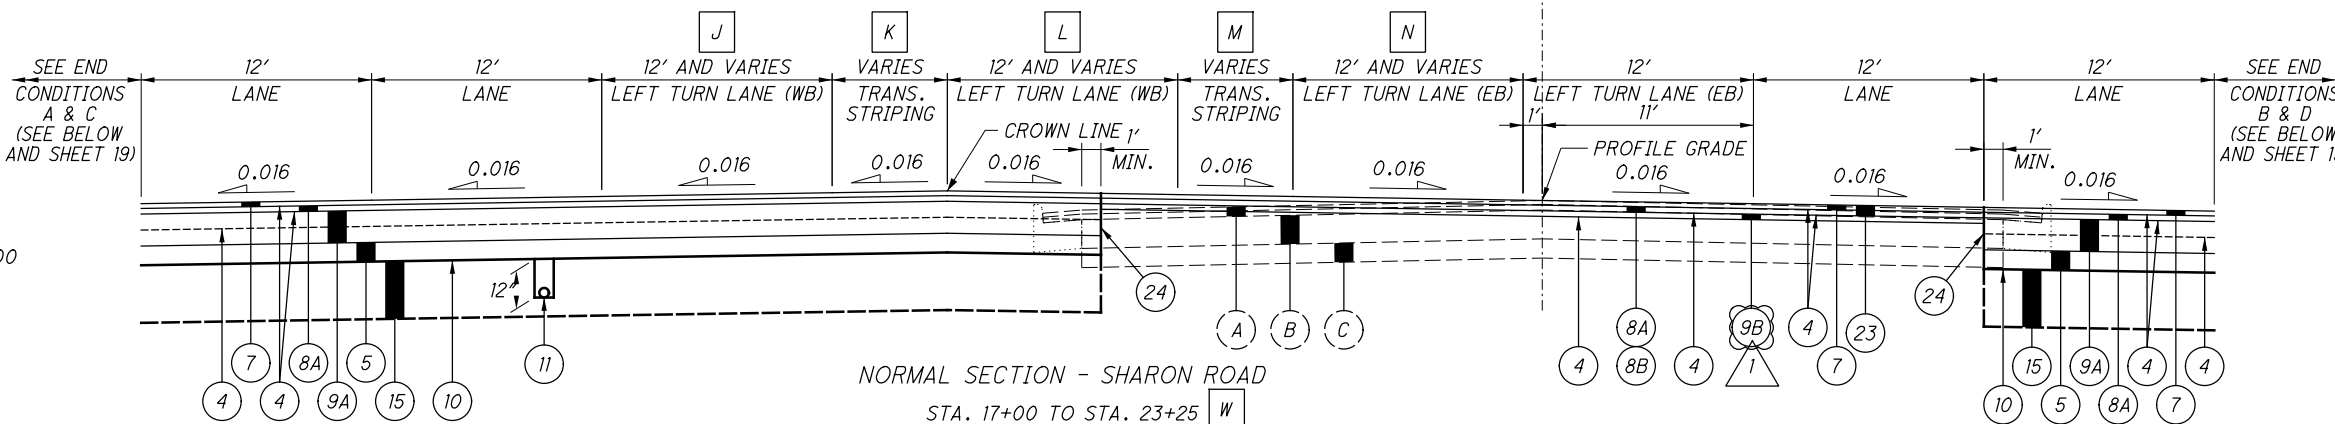 J K L M N
SEE END 12' 12' 12' AND VARIES VARIES 12' AND VARIES VARIES 12' AND VARIES 12' 12' 12' SEE END
CONDITIONS LANE LANE LEFT TURN LANE (WB) TRANS. LEFT TURN LANE (WB) TRANS. LEFT TURN LANE (EB) LEFT TURN LANE (EB) LANE LANE CONDITIONS
A & C STRIPING STRIPING 1' 11' B & D
(SEE BELOW CROWN LINE 1' PROFILE GRADE 1' (SEE BELOW
AND SHEET 19) MIN. MIN. AND SHEET
0.016 0.016 0.016 0.016 0.016 0.016 0.016 0.016 0.016 0.016
12"
24 24
A B C 8A 9B 4 23
7 8A 5 11 4 8B 4 1 7 15 9A 4 4
4 4 9A 15 10 10 5 8A 7
NORMAL SECTION - SHARON ROAD
STA. 17+00 TO STA. 23+25 W